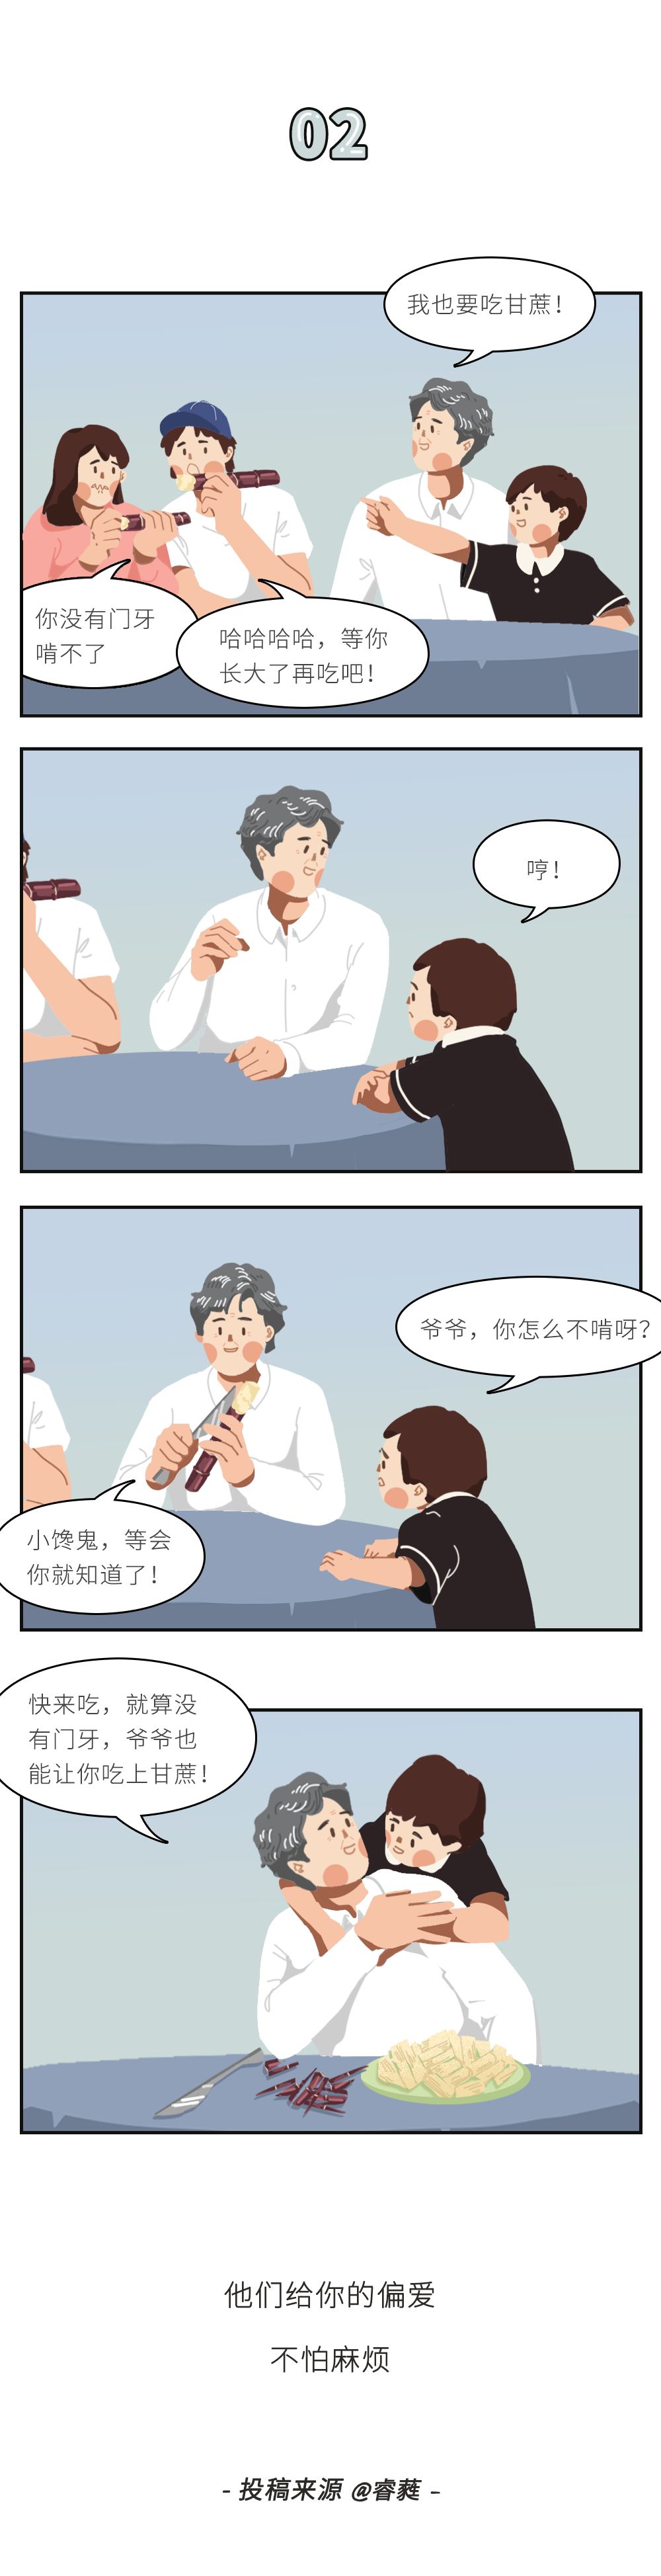 02
我也要吃甘蔗！
你没有门牙
啃不了
哈哈哈哈，等你
长大了再吃吧！
哼！
爷爷，你怎么不啃呀？
小馋鬼，等会
你就知道了！
快来吃，就算没
有门牙，爷爷也
能让你吃上甘蔗！
他们给你的偏爱
不怕麻烦
- 投稿来源 @睿蕤 -